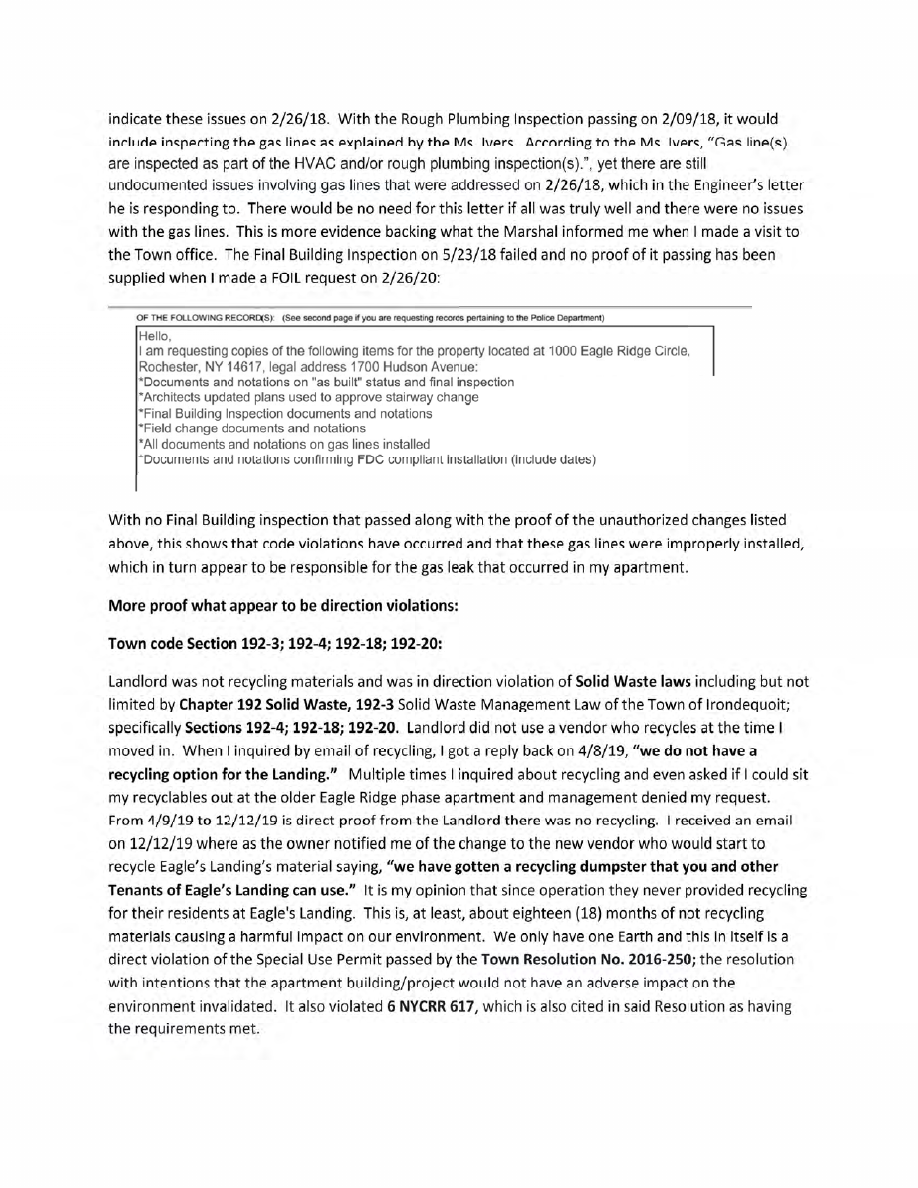 indicate these issues on 2/26/18.  With the Rough Plumbing Inspection passing on 2/09/18, it would
include inspecting the gas lines as explained by the Ms. Ivers.  According to the Ms. Ivers, “Gas line(s)
are inspected as part of the HVAC and/or rough plumbing inspection(s).”, yet there are still
undocumented issues involving gas lines that were addressed on 2/26/18, which in the Engineer’s letter
he is responding to.  There would be no need for this letter if all was truly well and there were no issues
with the gas lines.  This is more evidence backing what the Marshal informed me when I made a visit to
the Town office.  The Final Building Inspection on 5/23/18 failed and no proof of it passing has been
supplied when I made a FOIL request on 2/26/20:
OF THE FOLLOWING RECORD(S):   (See second page if you are requesting records pertaining to the Police Department)
Hello,
I am requesting copies of the following items for the property located at 1000 Eagle Ridge Circle,
Rochester, NY 14617, legal address 1700 Hudson Avenue:
*Documents and notations on "as built" status and final inspection
*Architects updated plans used to approve stairway change
*Final Building Inspection documents and notations
*Field change documents and notations
*All documents and notations on gas lines installed
*Documents and notations confirming FDC compliant installation (include dates)
With no Final Building inspection that passed along with the proof of the unauthorized changes listed
above, this shows that code violations have occurred and that these gas lines were improperly installed,
which in turn appear to be responsible for the gas leak that occurred in my apartment.
More proof what appear to be direction violations:
Town code Section 192-3; 192-4; 192-18; 192-20:
Landlord was not recycling materials and was in direction violation of Solid Waste laws including but not
limited by Chapter 192 Solid Waste, 192-3 Solid Waste Management Law of the Town of Irondequoit;
specifically Sections 192-4; 192-18; 192-20.  Landlord did not use a vendor who recycles at the time I
moved in.  When I inquired by email of recycling, I got a reply back on 4/8/19, “we do not have a
recycling option for the Landing.”   Multiple times I inquired about recycling and even asked if I could sit
my recyclables out at the older Eagle Ridge phase apartment and management denied my request.
From 4/9/19 to 12/12/19 is direct proof from the Landlord there was no recycling.  I received an email
on 12/12/19 where as the owner notified me of the change to the new vendor who would start to
recycle Eagle’s Landing’s material saying, “we have gotten a recycling dumpster that you and other
Tenants of Eagle’s Landing can use.”  It is my opinion that since operation they never provided recycling
for their residents at Eagle's Landing.  This is, at least, about eighteen (18) months of not recycling
materials causing a harmful impact on our environment.  We only have one Earth and this in itself is a
direct violation of the Special Use Permit passed by the Town Resolution No. 2016-250; the resolution
with intentions that the apartment building/project would not have an adverse impact on the
environment invalidated.  It also violated 6 NYCRR 617, which is also cited in said Reso ution as having
the requirements met.